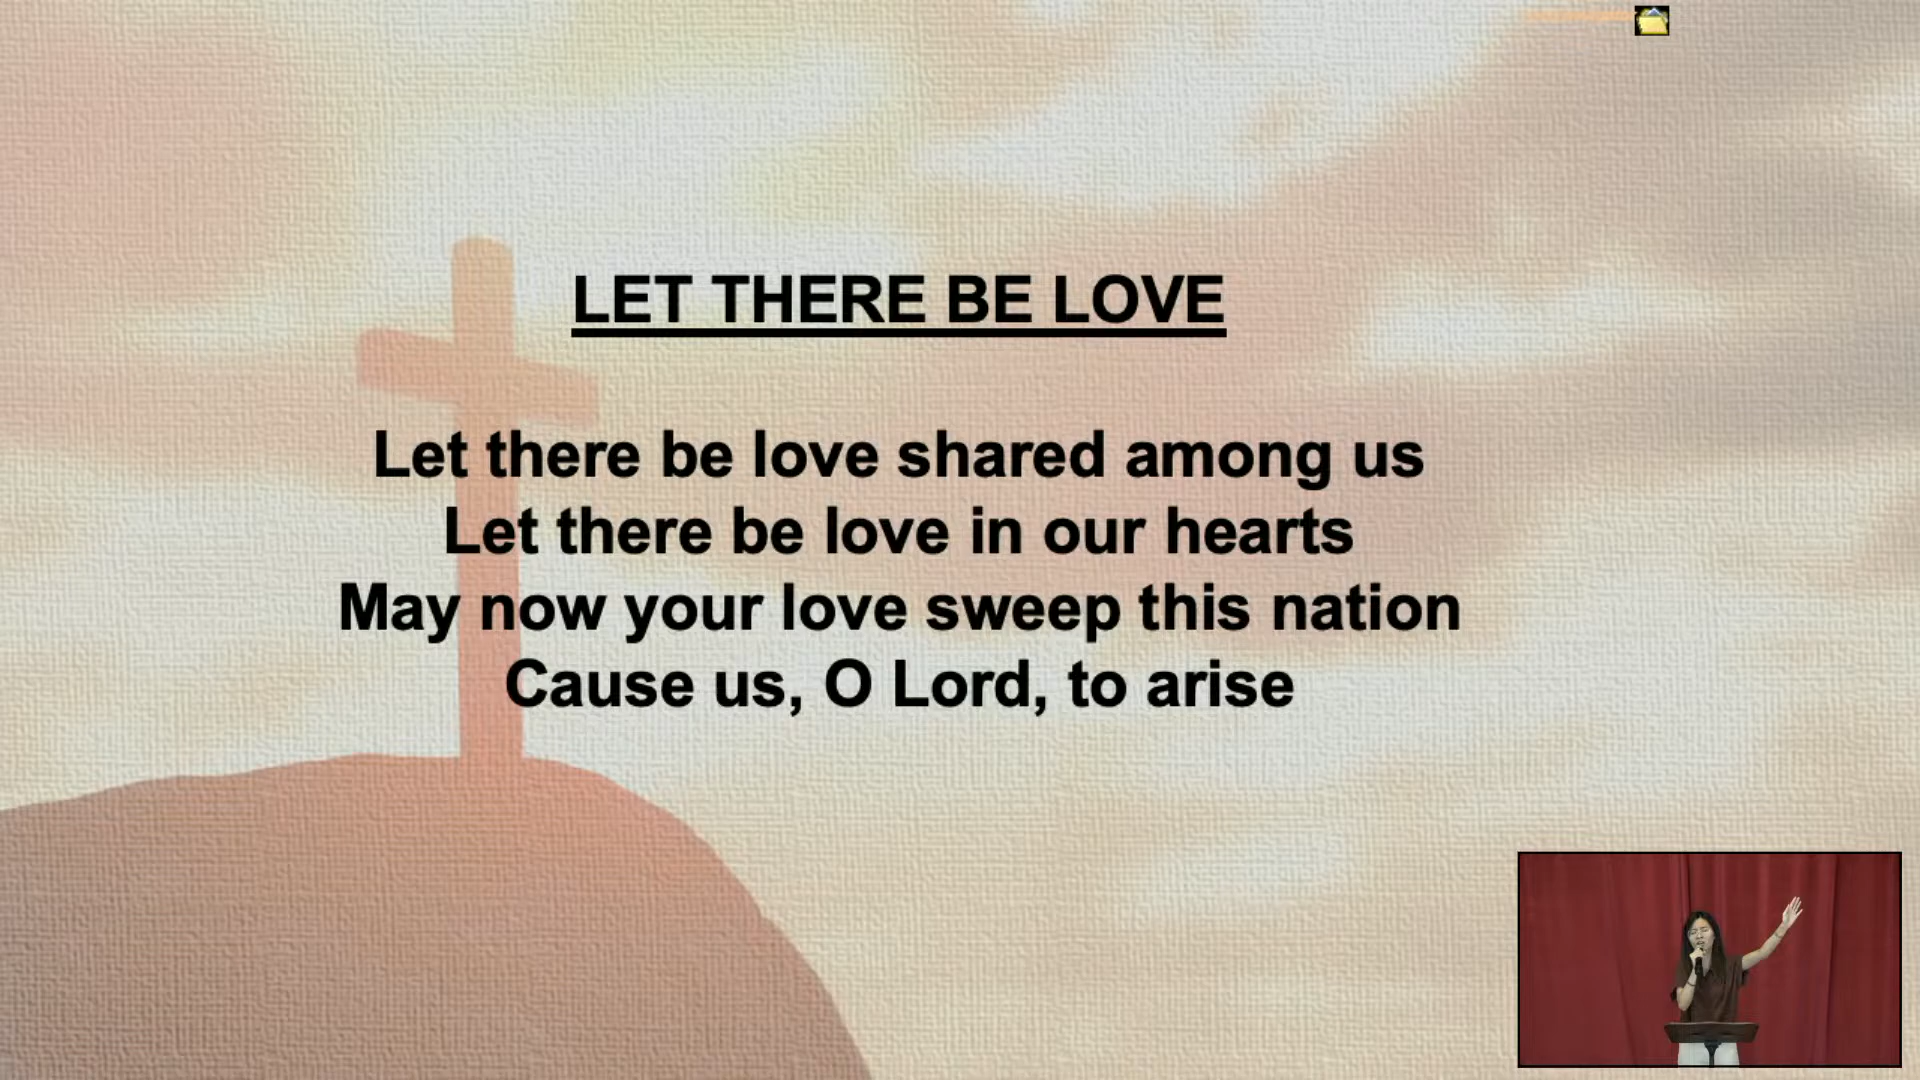 LET THERE BE LOVE
Let there be love shared among us
Let there be love in our hearts
May now your love sweep this nation
Cause us, O Lord, to arise